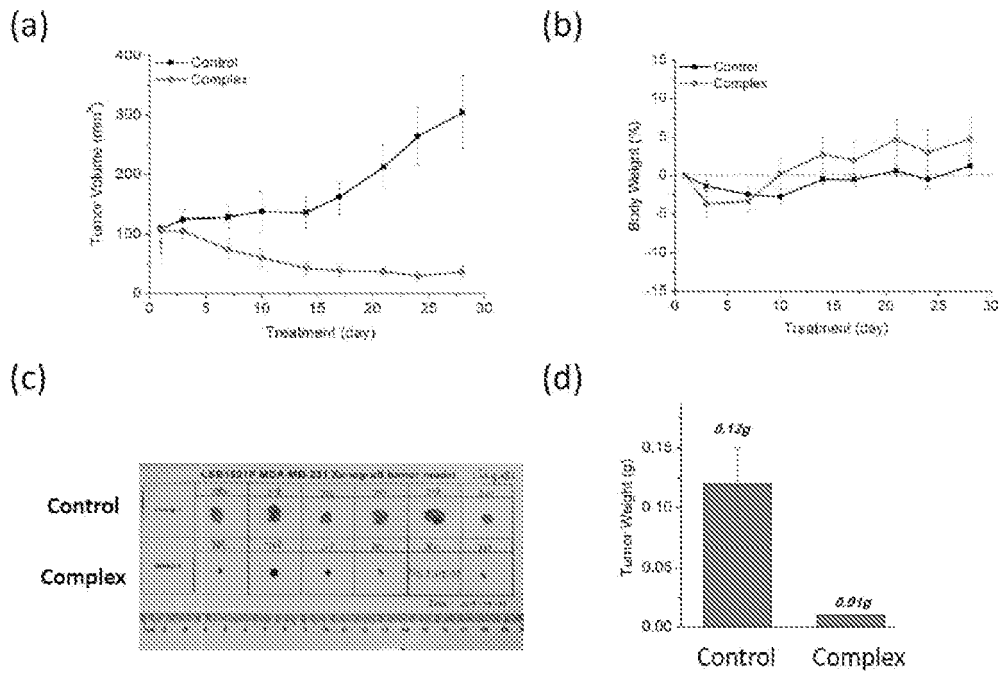 (a)
400
300
200
100
0
Tumor Volume (mm³)
Control
Complex
0 5 10 15 20 25 30
Treatment (day)
(b)
15
10
5
0
-5
-10
-15
Body Weight (%)
Control
Complex
0 5 10 15 20 25 30
Treatment (day)
(c)
Control
Complex
(d)
0.15
0.10
0.05
0.00
Tumor Weight (g)
0.01g
Control Complex